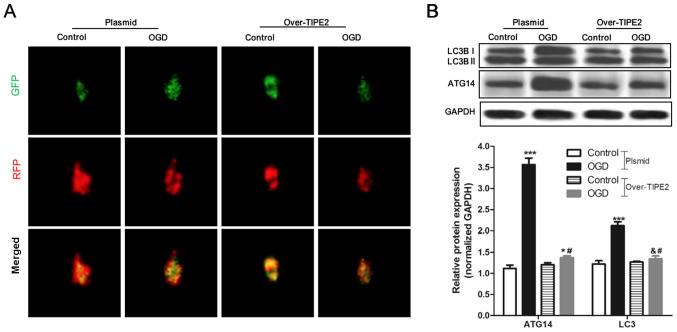 A
Plasmid
Over-TIPE2
Control
OGD
Control
OGD
GFP
RFP
Merged
B
Plasmid
Over-TIPE2
Control
OGD
Control
OGD
LC3B I
LC3B II
ATG14
GAPDH
Relative protein expression
(normalized GAPDH)
4.0
3.5
3.0
2.5
2.0
1.5
1.0
0.5
0.0
***
* #
***
& #
Control
OGD
Plsmid
Control
OGD
Over-TIPE2
ATG14
LC3